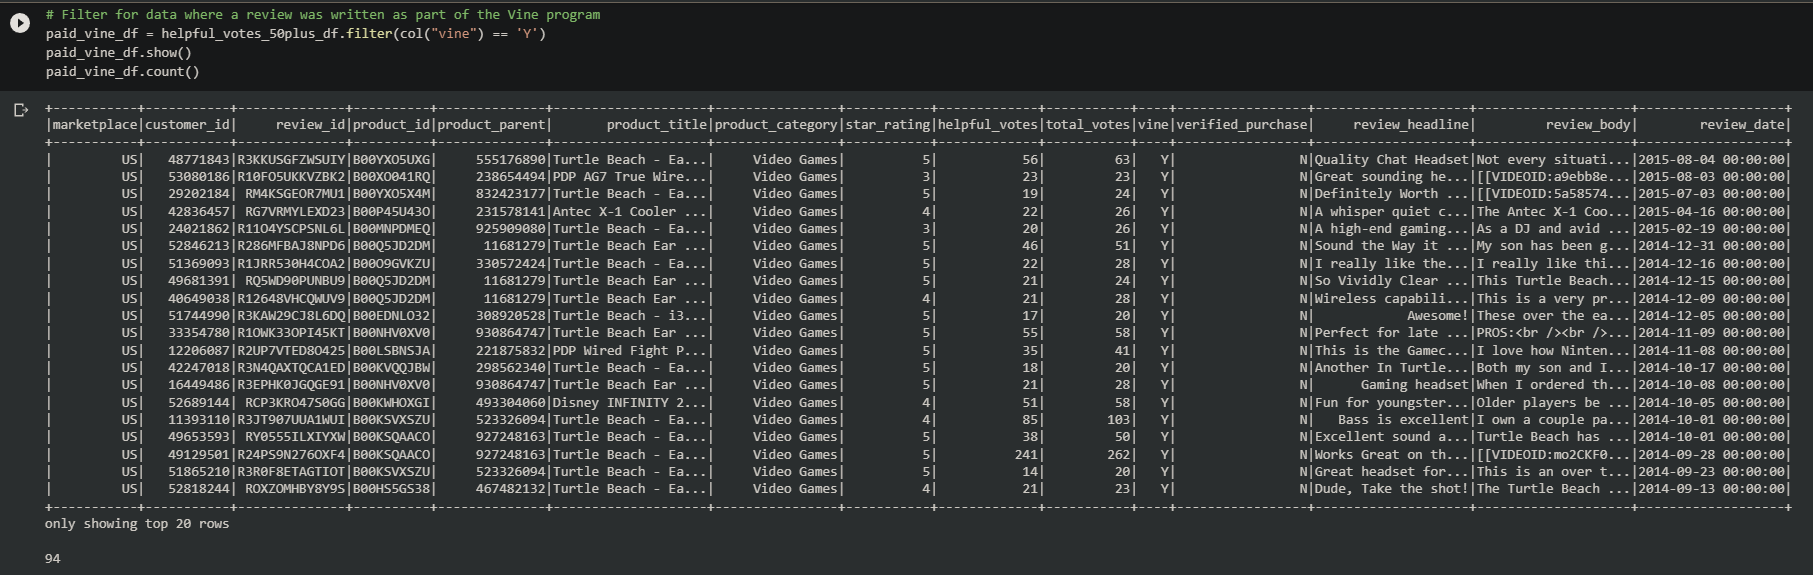 # Filter for data where a review was written as part of the Vine program
paid_vine_df = helpful_votes_50plus_df.filter(col("vine") == 'Y')
paid_vine_df.show()
paid_vine_df.count()
+-----------+-----------+--------------+----------+--------------+--------------------+----------------+-----------+-------------+-----------+----+-----------------+--------------------+--------------------+-------------------+
|marketplace|customer_id|     review_id|product_id|product_parent|       product_title|product_category|star_rating|helpful_votes|total_votes|vine|verified_purchase|     review_headline|         review_body|        review_date|
+-----------+-----------+--------------+----------+--------------+--------------------+----------------+-----------+-------------+-----------+----+-----------------+--------------------+--------------------+-------------------+
|         US|   48771843|R3KKUSGFZWSUIY|B00YXO5UXG|     555176890|Turtle Beach - Ea...|     Video Games|          5|           56|         63|   Y|                N|Quality Chat Headset|Not every situati...|2015-08-04 00:00:00|
|         US|   53080186|R10FO5UKKVZBK2|B00XO041RQ|     238654494|PDP AG7 True Wire...|     Video Games|          3|           23|         23|   Y|                N|Great sounding he...|[[VIDEOID:a9ebb8e...|2015-08-03 00:00:00|
|         US|   29202184| RM4KSGEOR7MU1|B00YXO5X4M|     832423177|Turtle Beach - Ea...|     Video Games|          5|           19|         24|   Y|                N|Definitely Worth ...|[[VIDEOID:5a58574...|2015-07-03 00:00:00|
|         US|   42836457| RG7VRMYLEXD23|B00P45U43O|     231578141|Antec X-1 Cooler ...|     Video Games|          4|           22|         26|   Y|                N|A whisper quiet c...|The Antec X-1 Coo...|2015-04-16 00:00:00|
|         US|   24021862|R11O4YSCPSNL6L|B00MNPDMEQ|     925909080|Turtle Beach - Ea...|     Video Games|          3|           20|         26|   Y|                N|A high-end gaming...|As a DJ and avid ...|2015-02-19 00:00:00|
|         US|   52846213|R286MFBAJ8NPD6|B00Q5JD2DM|      11681279|Turtle Beach Ear ...|     Video Games|          5|           46|         51|   Y|                N|Sound the Way it ...|My son has been g...|2014-12-31 00:00:00|
|         US|   51369093|R1JRR530H4COA2|B00O9GVKZU|     330572424|Turtle Beach - Ea...|     Video Games|          5|           22|         28|   Y|                N|I really like the...|I really like thi...|2014-12-16 00:00:00|
|         US|   49681391| RQ5WD90PUNBU9|B00Q5JD2DM|      11681279|Turtle Beach Ear ...|     Video Games|          5|           21|         24|   Y|                N|So Vividly Clear ...|This Turtle Beach...|2014-12-15 00:00:00|
|         US|   40649038|R12648VHCQWUV9|B00Q5JD2DM|      11681279|Turtle Beach Ear ...|     Video Games|          4|           21|         28|   Y|                N|Wireless capabili...|This is a very pr...|2014-12-09 00:00:00|
|         US|   51744990|R3KAW29CJ8L6DQ|B00EDNLO32|     308920528|Turtle Beach - i3...|     Video Games|          5|           17|         20|   Y|                N|            Awesome!|These over the ea...|2014-12-05 00:00:00|
|         US|   33354780|R1OWK33OPI45KT|B00NHV0XV0|     930864747|Turtle Beach Ear ...|     Video Games|          5|           55|         58|   Y|                N|Perfect for late ...|PROS:<br /><br />...|2014-11-09 00:00:00|
|         US|   12206087|R2UP7VTED8O425|B00LSBNSJA|     221875832|PDP Wired Fight P...|     Video Games|          5|           35|         41|   Y|                N|This is the Gamec...|I love how Ninten...|2014-11-08 00:00:00|
|         US|   42247018|R3N4QAXTQCA1ED|B00KVQQJBW|     298562340|Turtle Beach - Ea...|     Video Games|          5|           18|         20|   Y|                N|Another In Turtle...|Both my son and I...|2014-10-17 00:00:00|
|         US|   16449486|R3EPHK0JGQGE91|B00NHV0XV0|     930864747|Turtle Beach Ear ...|     Video Games|          5|           21|         28|   Y|                N|      Gaming headset|When I ordered th...|2014-10-08 00:00:00|
|         US|   52689144| RCP3KRO47S0GG|B00KWHOXGI|     493304060|Disney INFINITY 2...|     Video Games|          4|           51|         58|   Y|                N|Fun for youngster...|Older players be ...|2014-10-05 00:00:00|
|         US|   11393110|R3JT907UUA1WUI|B00KSVXSZU|     523326094|Turtle Beach - Ea...|     Video Games|          4|           85|        103|   Y|                N|   Bass is excellent|I own a couple pa...|2014-10-01 00:00:00|
|         US|   49653593| RY0555ILXIYXW|B00KSQAACO|     927248163|Turtle Beach - Ea...|     Video Games|          5|           38|         50|   Y|                N|Excellent sound a...|Turtle Beach has ...|2014-10-01 00:00:00|
|         US|   49129501|R24PS9N276OXF4|B00KSQAACO|     927248163|Turtle Beach - Ea...|     Video Games|          5|          241|        262|   Y|                N|Works Great on th...|[[VIDEOID:mo2CKF0...|2014-09-28 00:00:00|
|         US|   51865210|R3R0F8ETAGTIOT|B00KSVXSZU|     523326094|Turtle Beach - Ea...|     Video Games|          5|           14|         20|   Y|                N|Great headset for...|This is an over t...|2014-09-23 00:00:00|
|         US|   52818244| ROXZOMHBY8Y9S|B00HS5GS38|     467482132|Turtle Beach - Ea...|     Video Games|          4|           21|         23|   Y|                N|Dude, Take the shot!|The Turtle Beach ...|2014-09-13 00:00:00|
+-----------+-----------+--------------+----------+--------------+--------------------+----------------+-----------+-------------+-----------+----+-----------------+--------------------+--------------------+-------------------+
only showing top 20 rows
94